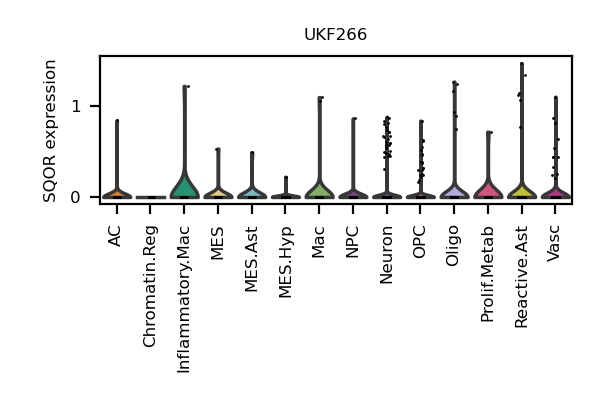 UKF266
SQOR expression
1
0
AC
Chromatin.Reg
Inflammatory.Mac
MES
MES.Ast
MES.Hyp
Mac
NPC
Neuron
OPC
Oligo
Prolif.Metab
Reactive.Ast
Vasc